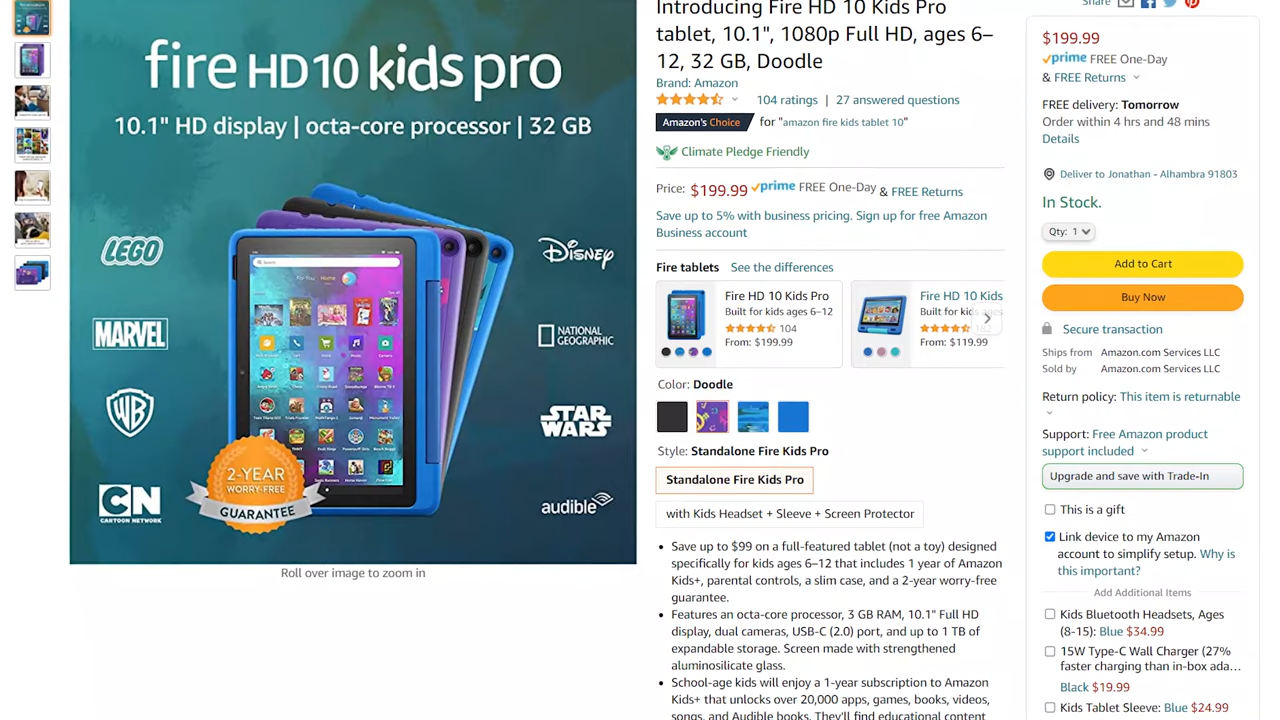 fire HD10 kids pro
10.1" HD display | octa-core processor | 32 GB
LEGO
MARVEL
WB
CN
CARTOON NETWORK
DISNEY
NATIONAL
GEOGRAPHIC
STAR
WARS
audible
2-YEAR
WORRY-FREE
GUARANTEE
Roll over image to zoom in
Introducing Fire HD 10 Kids Pro
tablet, 10.1", 1080p Full HD, ages 6–
12, 32 GB, Doodle
Brand: Amazon
104 ratings | 27 answered questions
Amazon's Choice for "amazon fire kids tablet 10"
Climate Pledge Friendly
Price: $199.99 prime FREE One-Day & FREE Returns
Save up to 5% with business pricing. Sign up for free Amazon
Business account
Fire tablets See the differences
Fire HD 10 Kids Pro
Built for kids ages 6–12
104
From: $199.99
Fire HD 10 Kids
Built for kids ages
182
From: $119.99
Color: Doodle
Style: Standalone Fire Kids Pro
Standalone Fire Kids Pro
with Kids Headset + Sleeve + Screen Protector
• Save up to $99 on a full-featured tablet (not a toy) designed
specifically for kids ages 6–12 that includes 1 year of Amazon
Kids+, parental controls, a slim case, and a 2-year worry-free
guarantee.
• Features an octa-core processor, 3 GB RAM, 10.1" Full HD
display, dual cameras, USB-C (2.0) port, and up to 1 TB of
expandable storage. Screen made with strengthened
aluminosilicate glass.
• School-age kids will enjoy a 1-year subscription to Amazon
Kids+ that unlocks over 20,000 apps, games, books, videos,
songs, and Audible books. They'll find educational content
Share
$199.99
prime FREE One-Day
& FREE Returns
FREE delivery: Tomorrow
Order within 4 hrs and 48 mins
Details
Deliver to Jonathan - Alhambra 91803
In Stock.
Qty: 1
Add to Cart
Buy Now
Secure transaction
Ships from Amazon.com Services LLC
Sold by Amazon.com Services LLC
Return policy: This item is returnable
Support: Free Amazon product
support included
Upgrade and save with Trade-In
This is a gift
Link device to my Amazon
account to simplify setup. Why is
this important?
Add Additional Items
Kids Bluetooth Headsets, Ages
(8-15): Blue $34.99
15W Type-C Wall Charger (27%
faster charging than in-box ada…
Black $19.99
Kids Tablet Sleeve: Blue $24.99